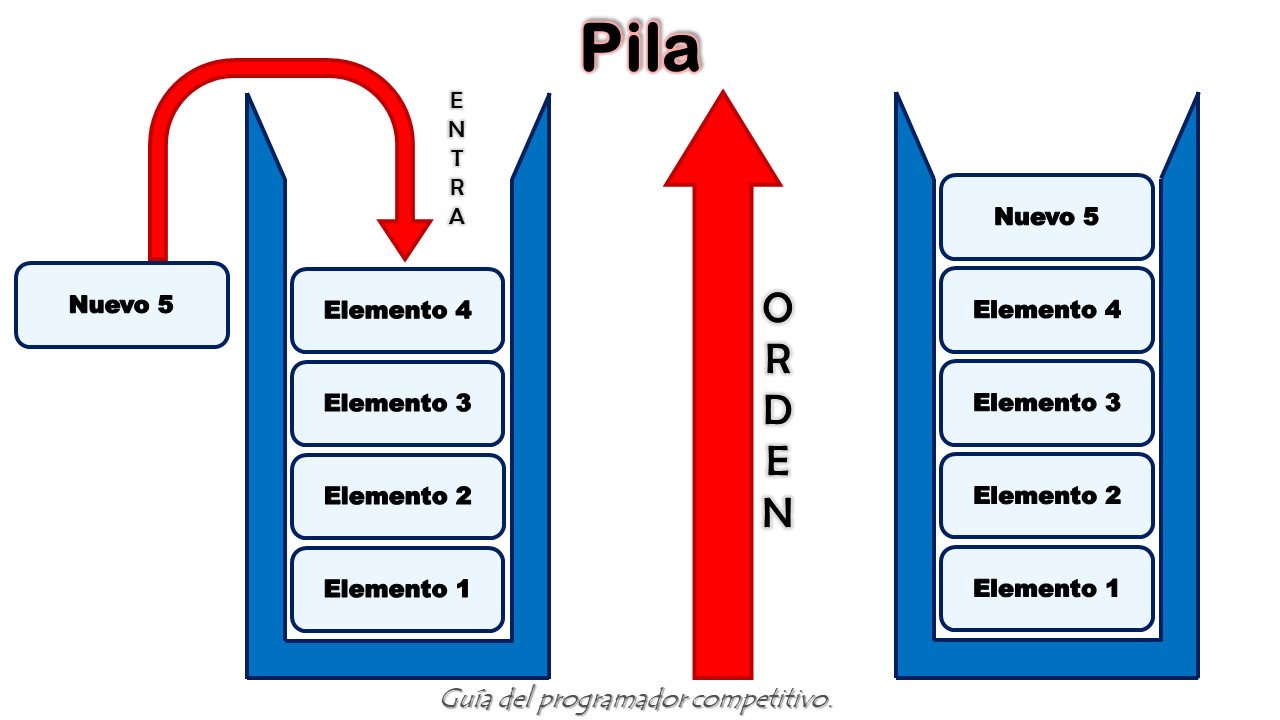 Pila
ENTRA
Nuevo 5
Elemento 4
Elemento 3
Elemento 2
Elemento 1
ORDEN
Nuevo 5
Elemento 4
Elemento 3
Elemento 2
Elemento 1
Guía del programador competitivo.